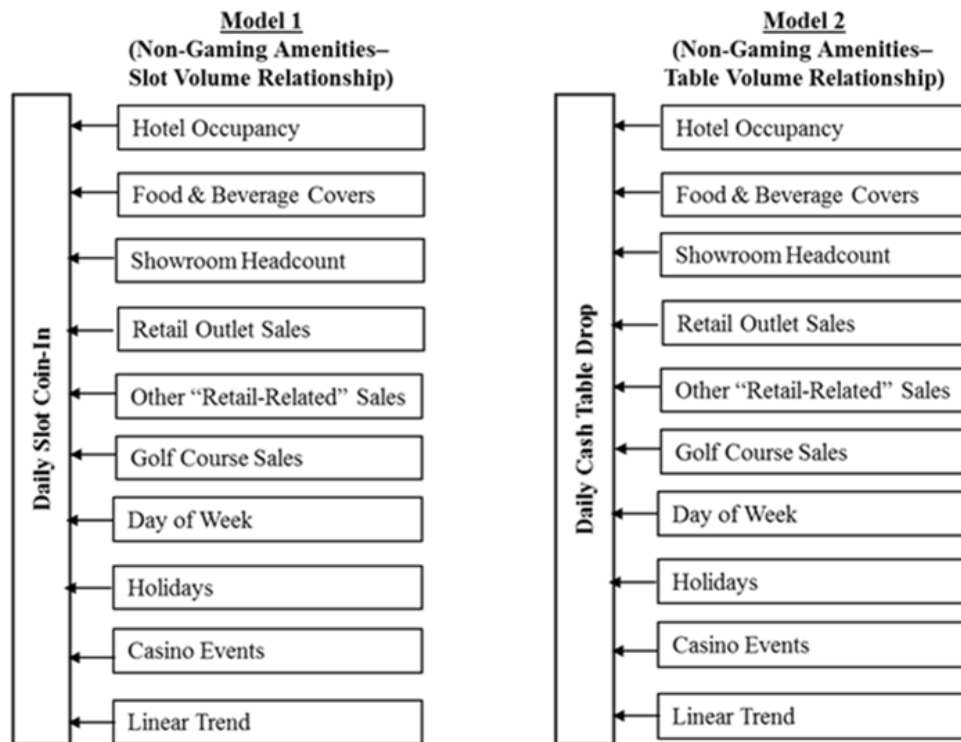 Model 1
(Non-Gaming Amenities–
Slot Volume Relationship)
Daily Slot Coin-In
Hotel Occupancy
Food & Beverage Covers
Showroom Headcount
Retail Outlet Sales
Other “Retail-Related” Sales
Golf Course Sales
Day of Week
Holidays
Casino Events
Linear Trend
Model 2
(Non-Gaming Amenities–
Table Volume Relationship)
Daily Cash Table Drop
Hotel Occupancy
Food & Beverage Covers
Showroom Headcount
Retail Outlet Sales
Other “Retail-Related” Sales
Golf Course Sales
Day of Week
Holidays
Casino Events
Linear Trend